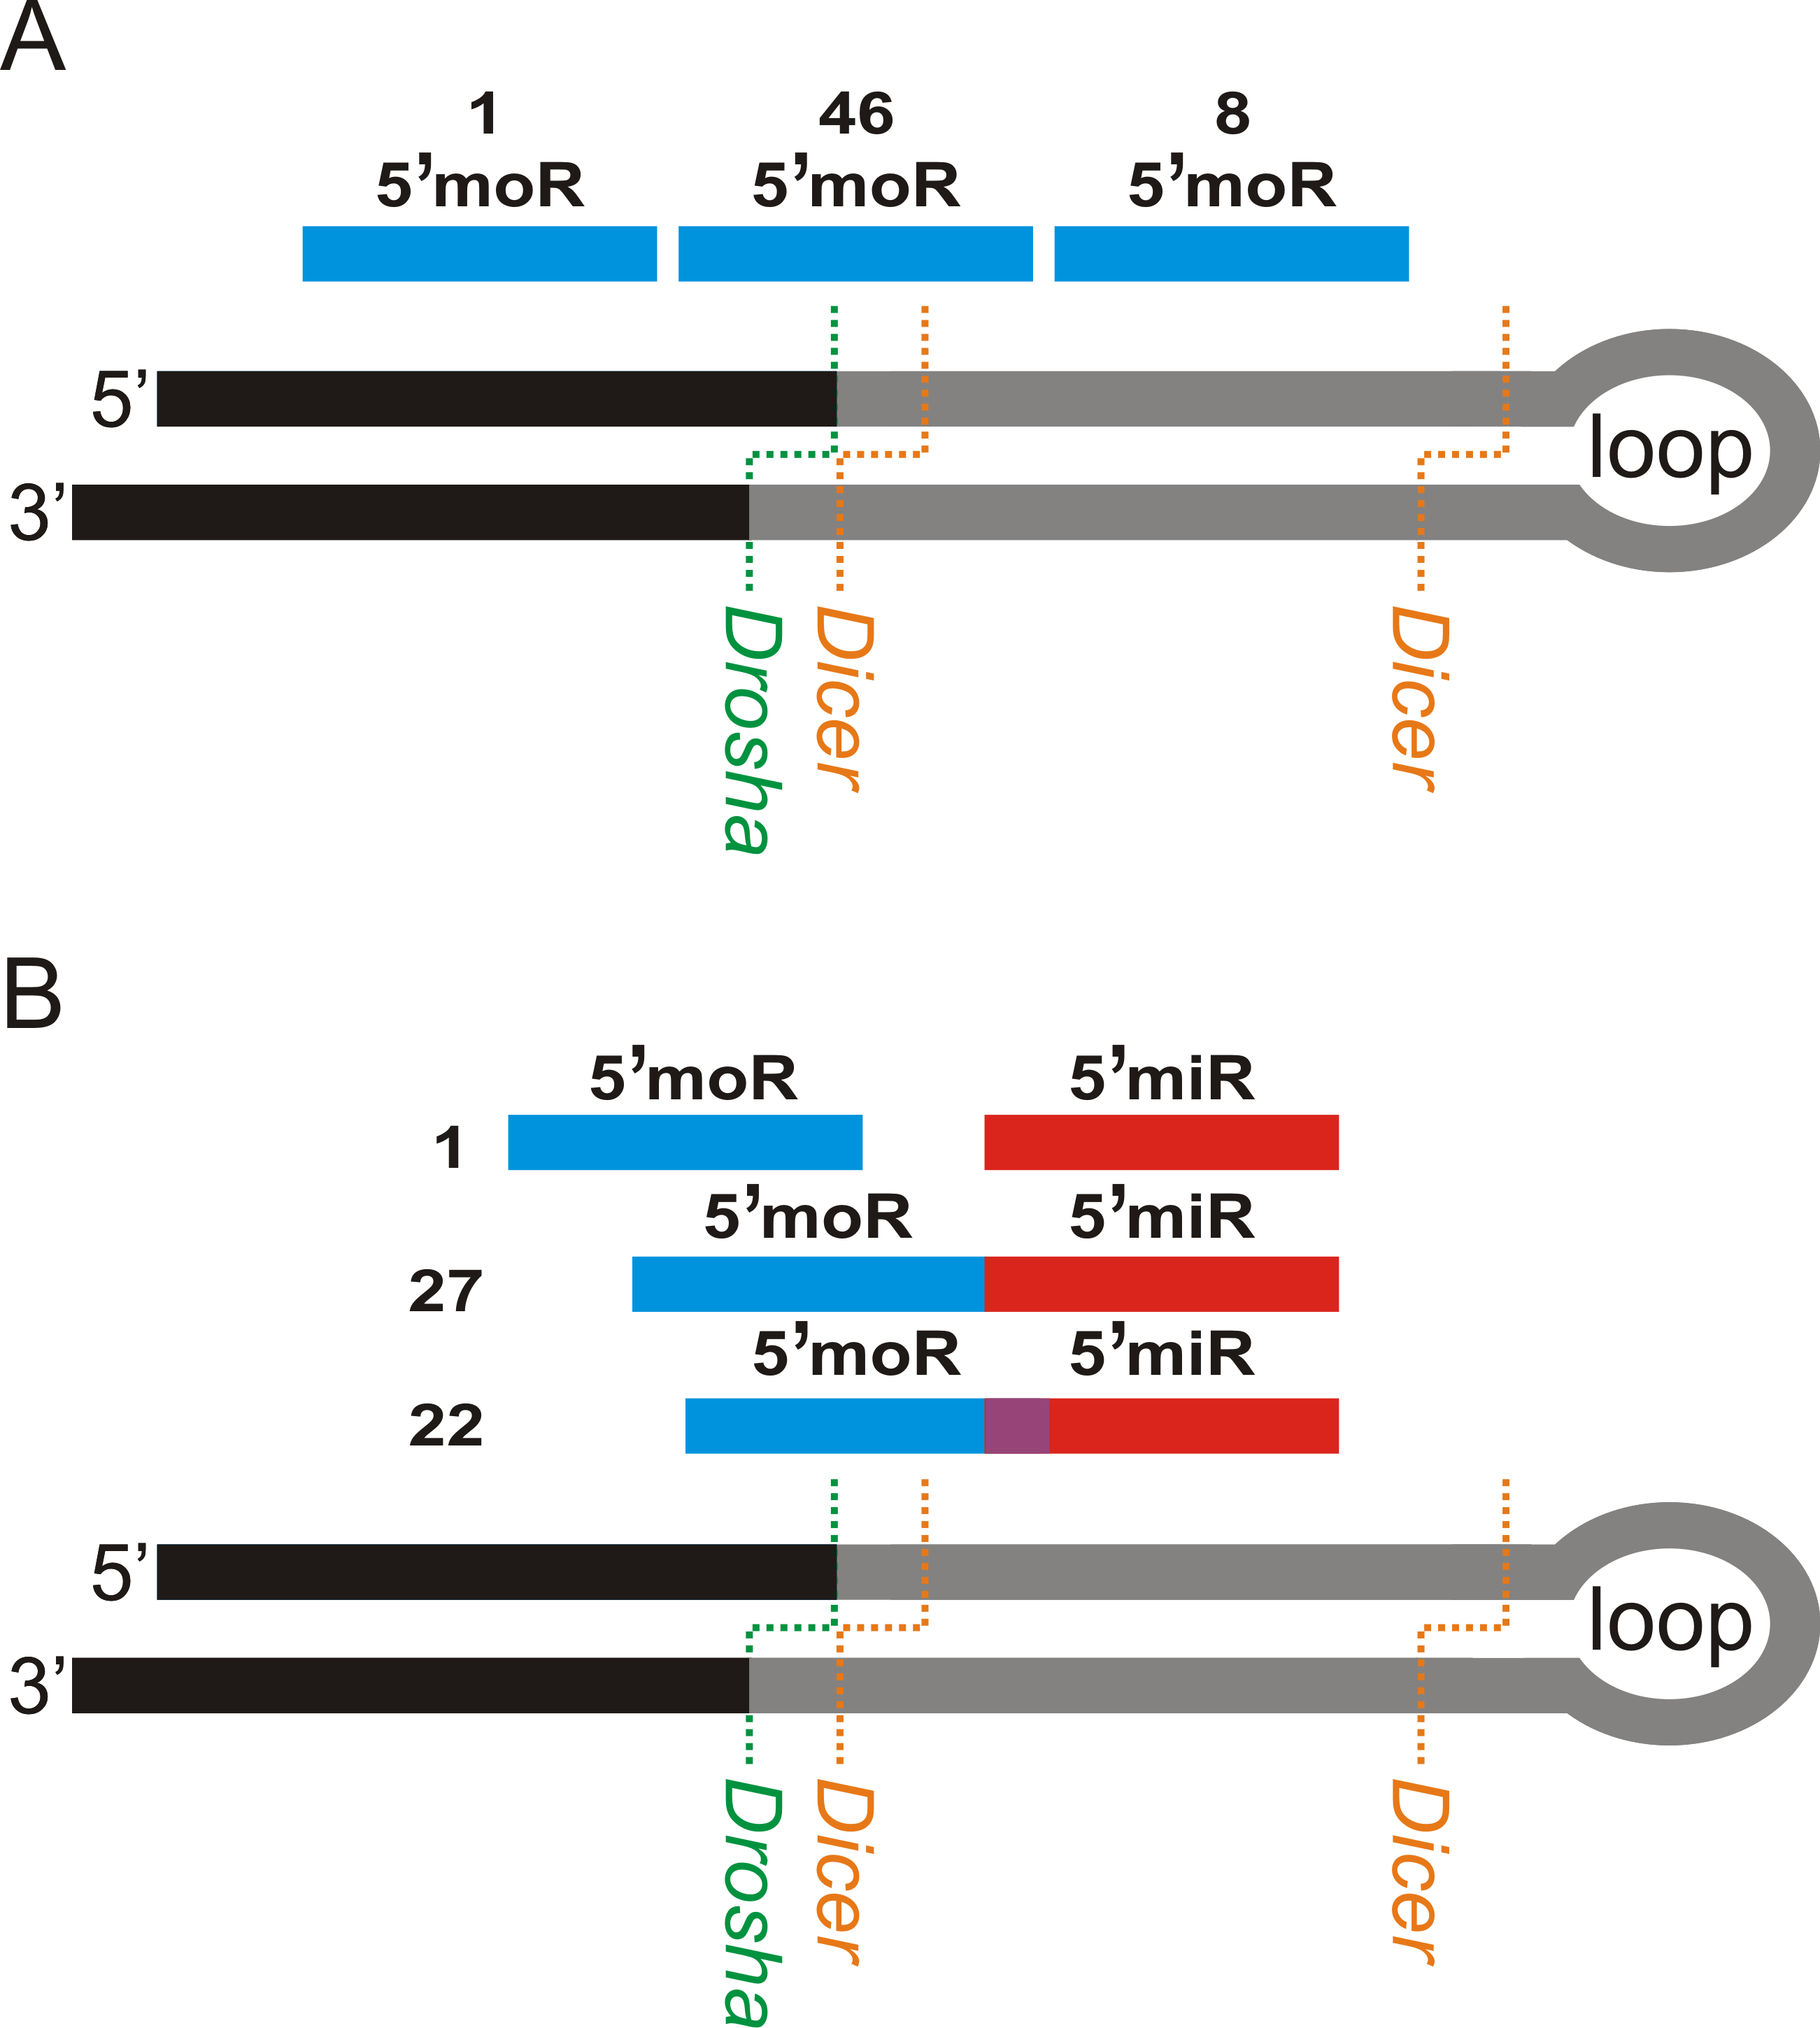 A
1 46 8
5’moR 5’moR 5’moR
5’
loop
3’
Drosha Dicer Dicer
B
5’moR 5’miR
1
5’moR 5’miR
27
5’moR 5’miR
22
5’
loop
3’
Drosha Dicer Dicer